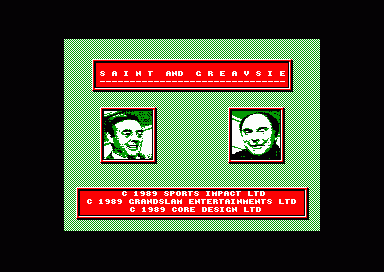 SAINT AND GREAVSIE
© 1989 SPORTS IMPACT LTD
© 1989 GRANDSLAM ENTERTAINMENTS LTD
© 1989 CORE DESIGN LTD